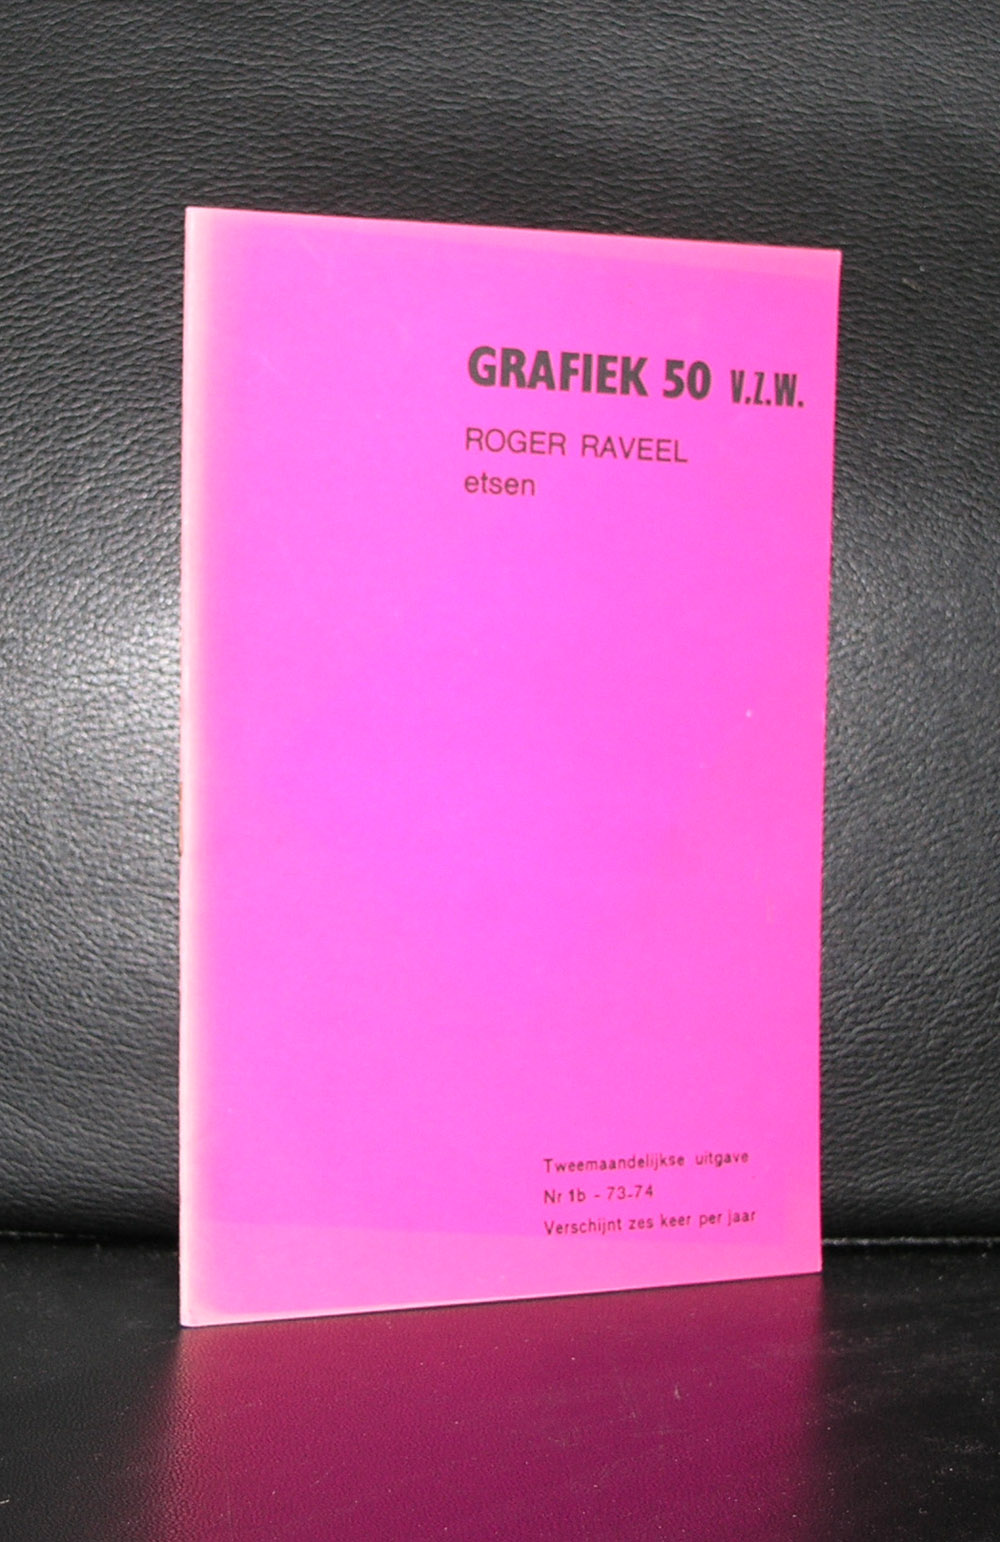 GRAFIEK 50 V.Z.W.
ROGER RAVEEL
etsen
Tweemaandelijkse uitgave
Nr 1b - 73-74
Verschijnt zes keer per jaar